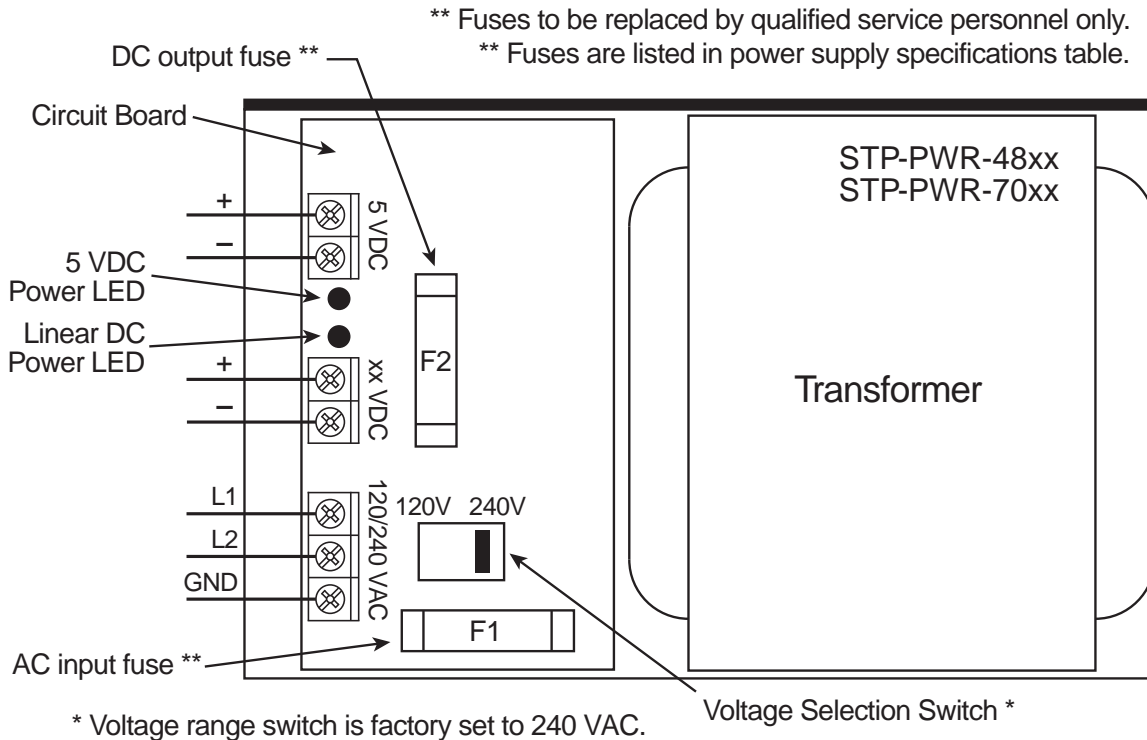 ** Fuses to be replaced by qualified service personnel only.
** Fuses are listed in power supply specifications table.
DC output fuse **
Circuit Board
STP-PWR-48xx
STP-PWR-70xx
+
5 VDC
−
5 VDC
Power LED
Linear DC
Power LED
F2
Transformer
+
xx VDC
−
L1
120/240 VAC
120V 240V
L2
GND
F1
AC input fuse **
Voltage Selection Switch *
* Voltage range switch is factory set to 240 VAC.